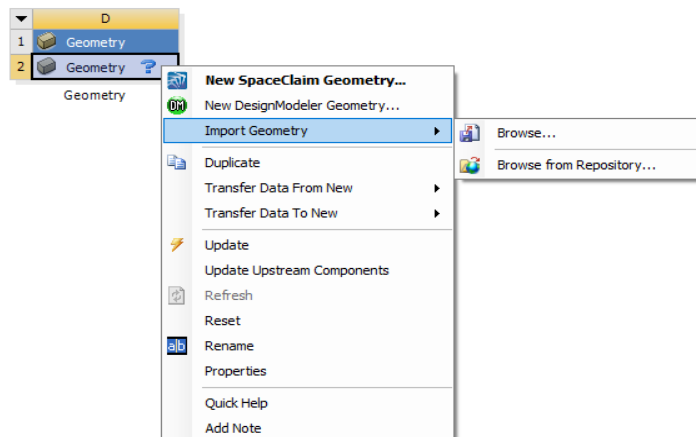 D
1 Geometry
2 Geometry ?
Geometry
New SpaceClaim Geometry...
DM New DesignModeler Geometry...
Import Geometry
Browse...
Browse from Repository...
Duplicate
Transfer Data From New
Transfer Data To New
Update
Update Upstream Components
Refresh
Reset
a|b Rename
Properties
Quick Help
Add Note